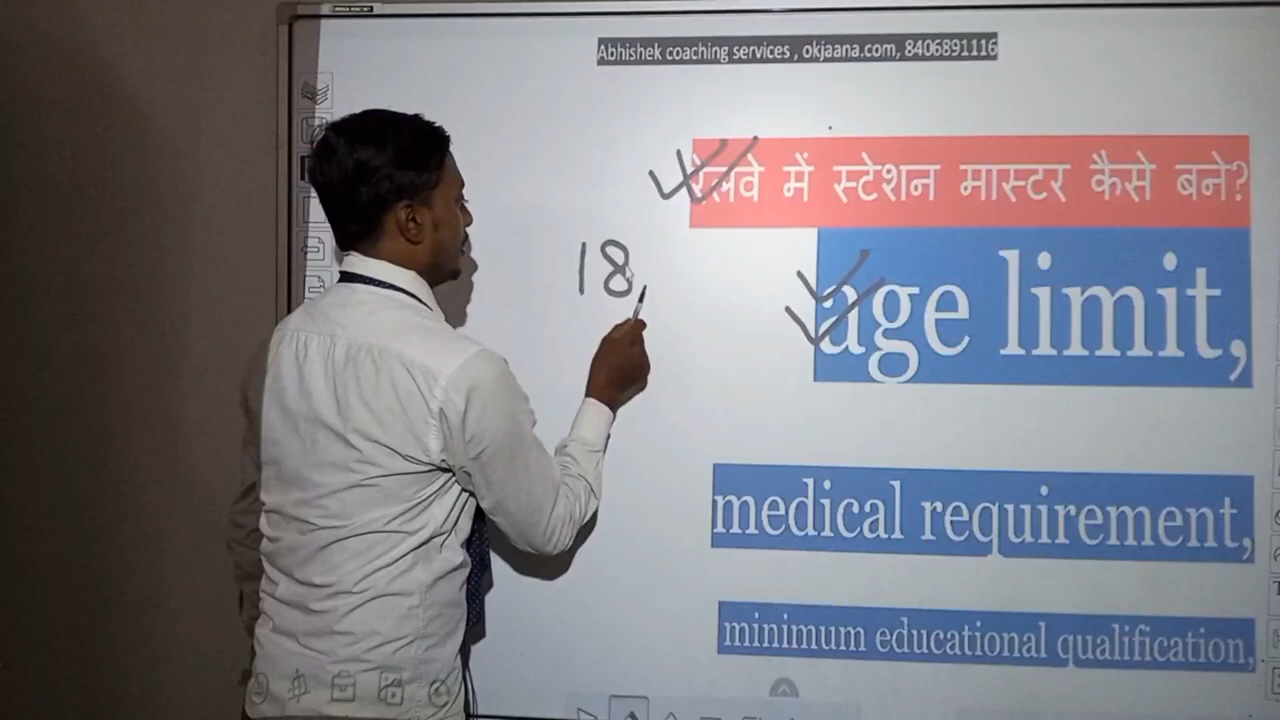 Abhishek coaching services , okjaana.com, 8406891116
रेलवे में स्टेशन मास्टर कैसे बने?
18
age limit,
medical requirement,
minimum educational qualification,